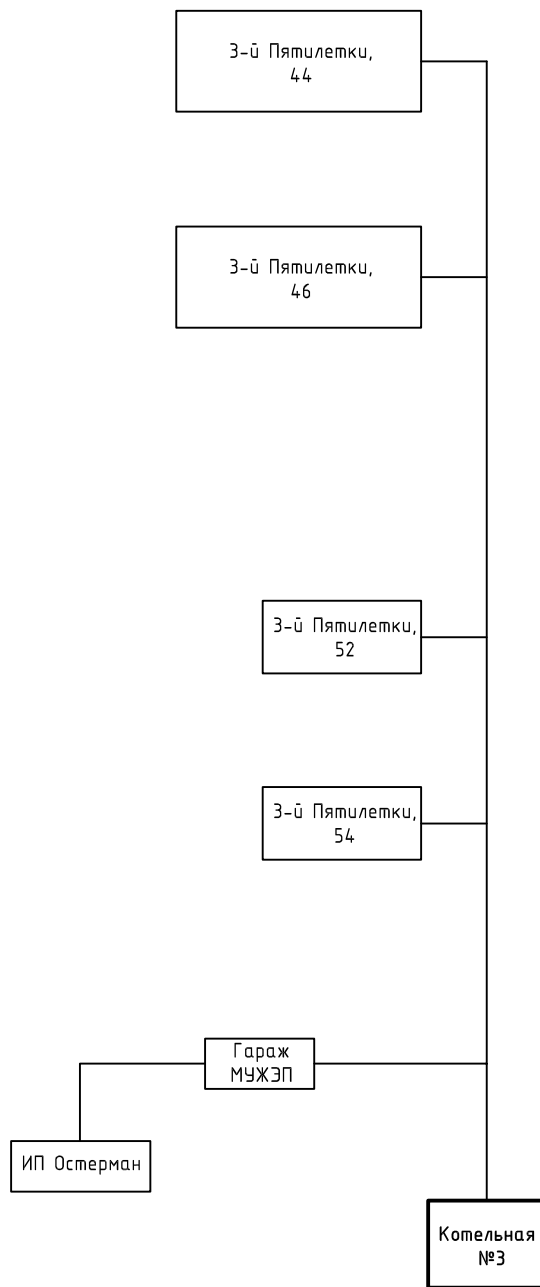 3-й Пятилетки,
44
3-й Пятилетки,
46
3-й Пятилетки,
52
3-й Пятилетки,
54
Гараж
МУЖЭП
ИП Остерман
Котельная
№3